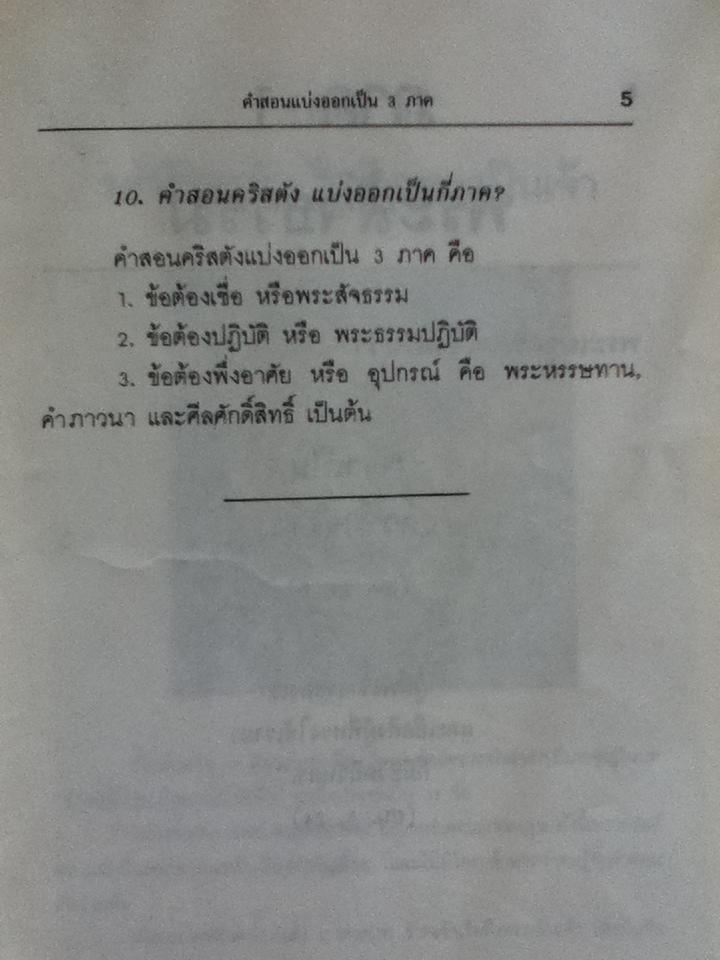 คำสอนแบ่งออกเป็น 3 ภาค 5
10. คำสอนคริสตัง แบ่งออกเป็นกี่ภาค?
คำสอนคริสตังแบ่งออกเป็น 3 ภาค คือ
1. ข้อต้องเชื่อ หรือพระสัจธรรม
2. ข้อต้องปฏิบัติ หรือ พระธรรมปฏิบัติ
3. ข้อต้องพึ่งอาศัย หรือ อุปกรณ์ คือ พระหรรษทาน,
คำภาวนา และศีลศักดิ์สิทธิ์ เป็นต้น